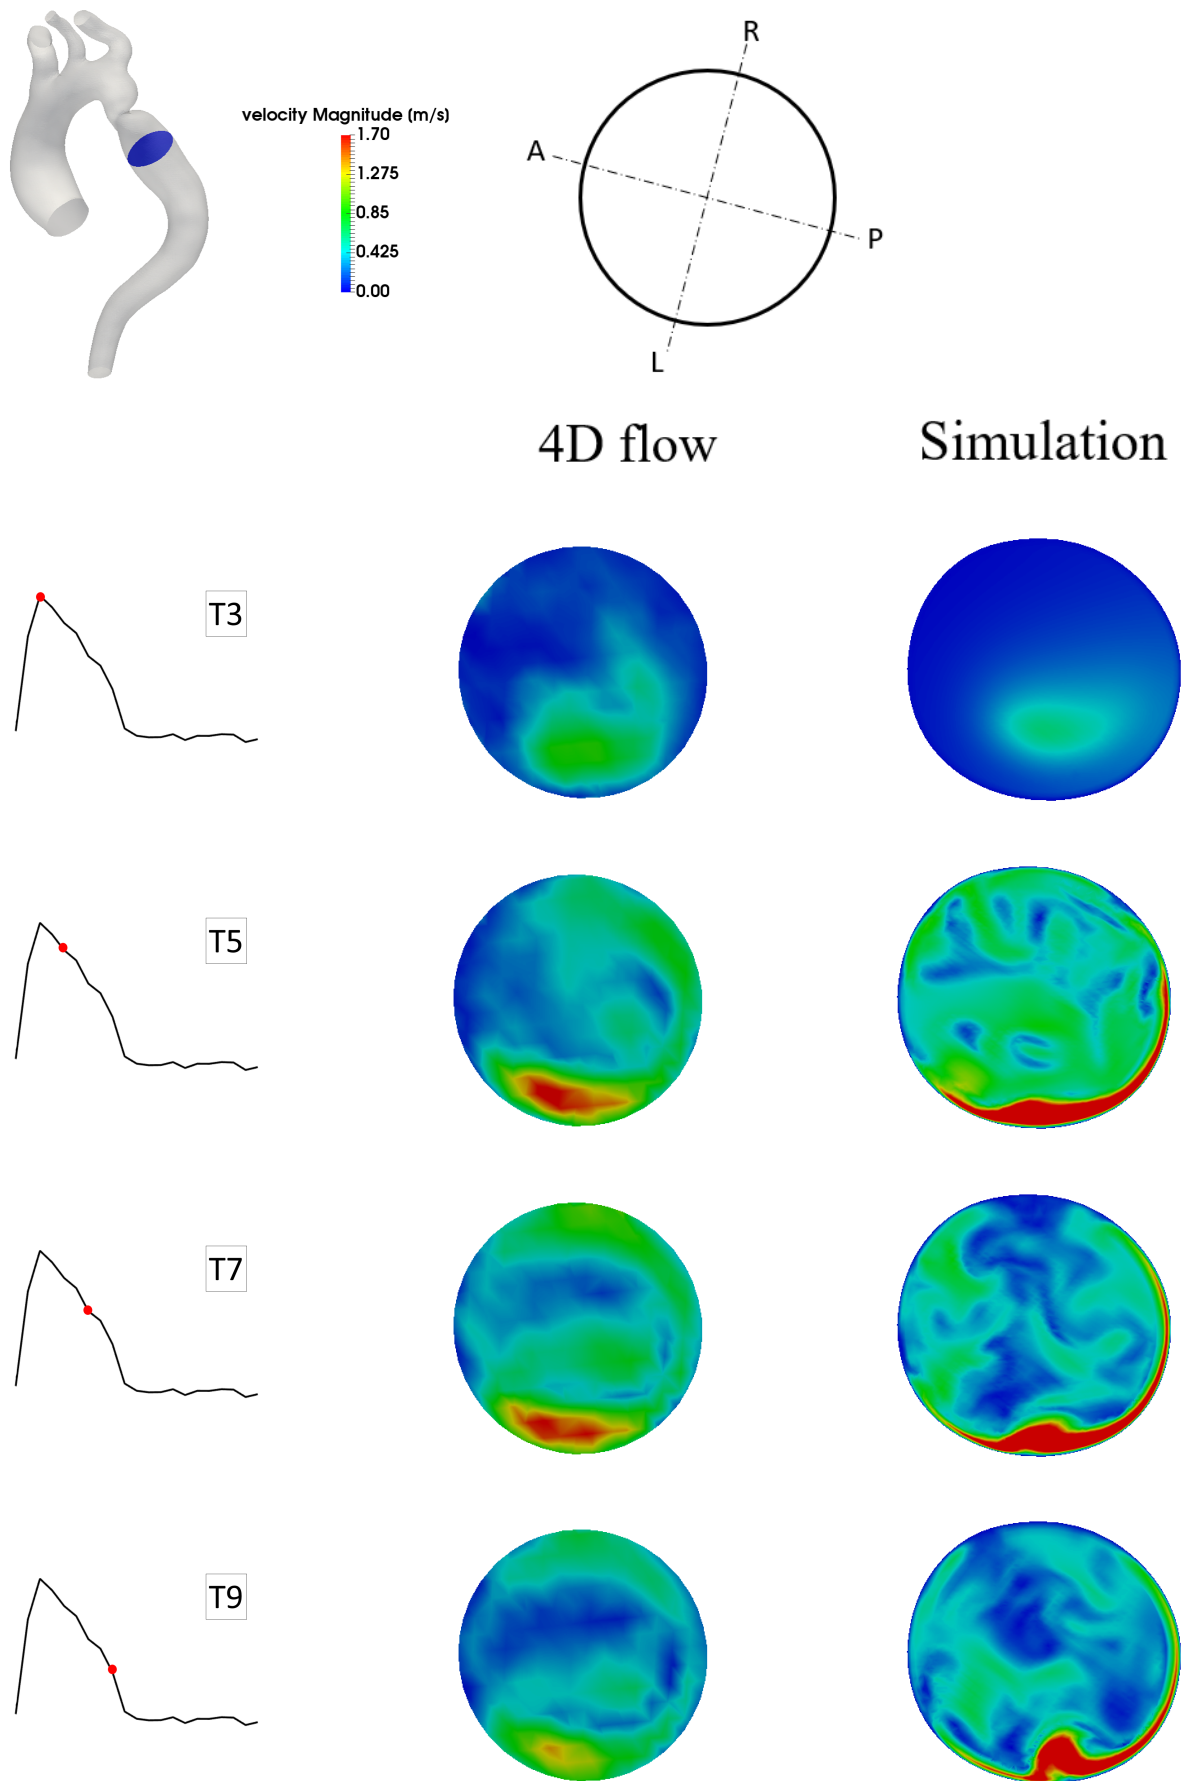 velocity Magnitude (m/s)
1.70
1.275
0.85
0.425
0.00
R
A
P
L
4D flow
Simulation
T3
T5
T7
T9